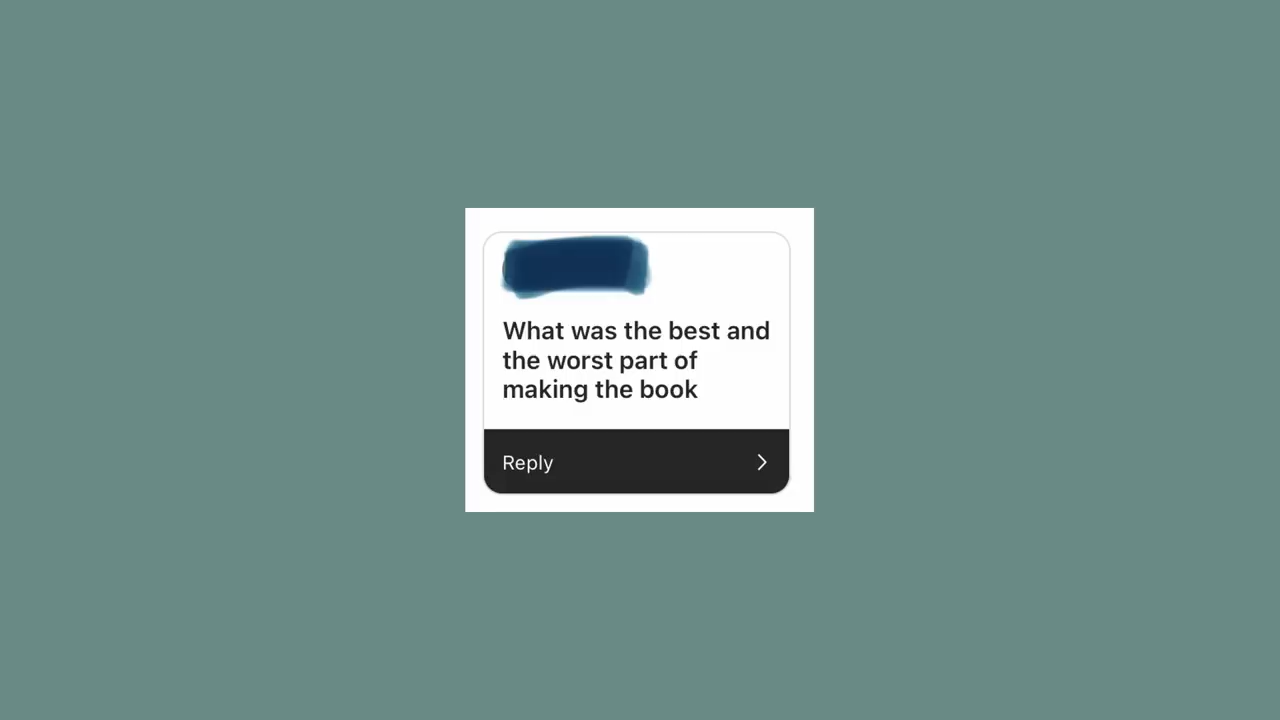 What was the best and
the worst part of
making the book
Reply